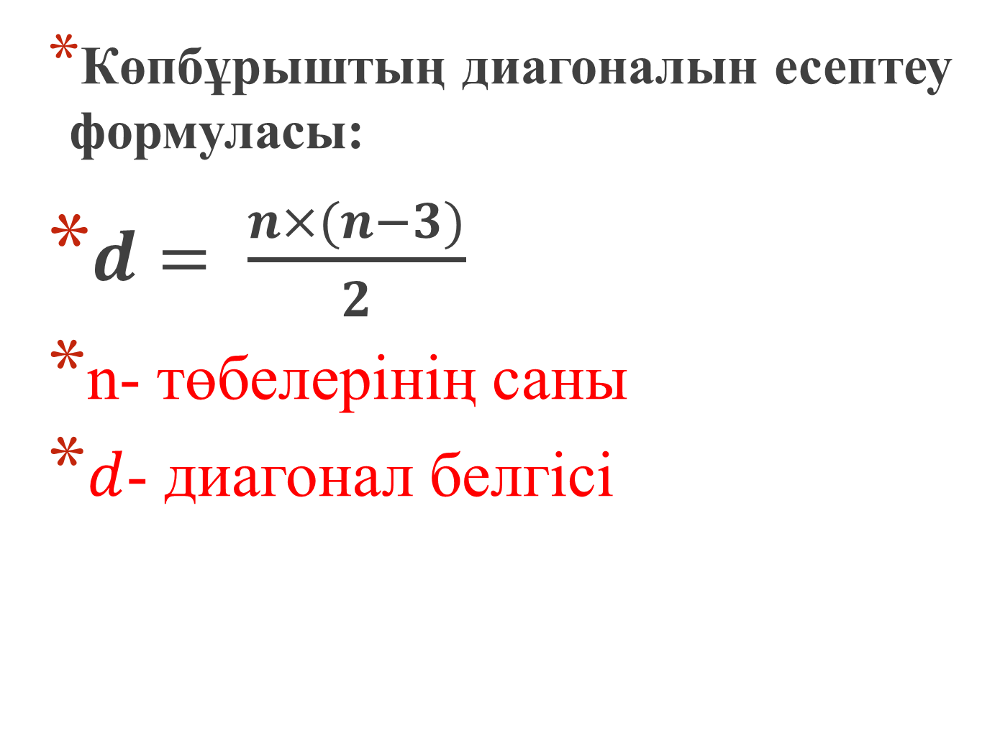 *Көпбұрыштың диагоналын есептеу
формуласы:
*d = n×(n−3)/2
*n- төбелерінің саны
*d- диагонал белгісі